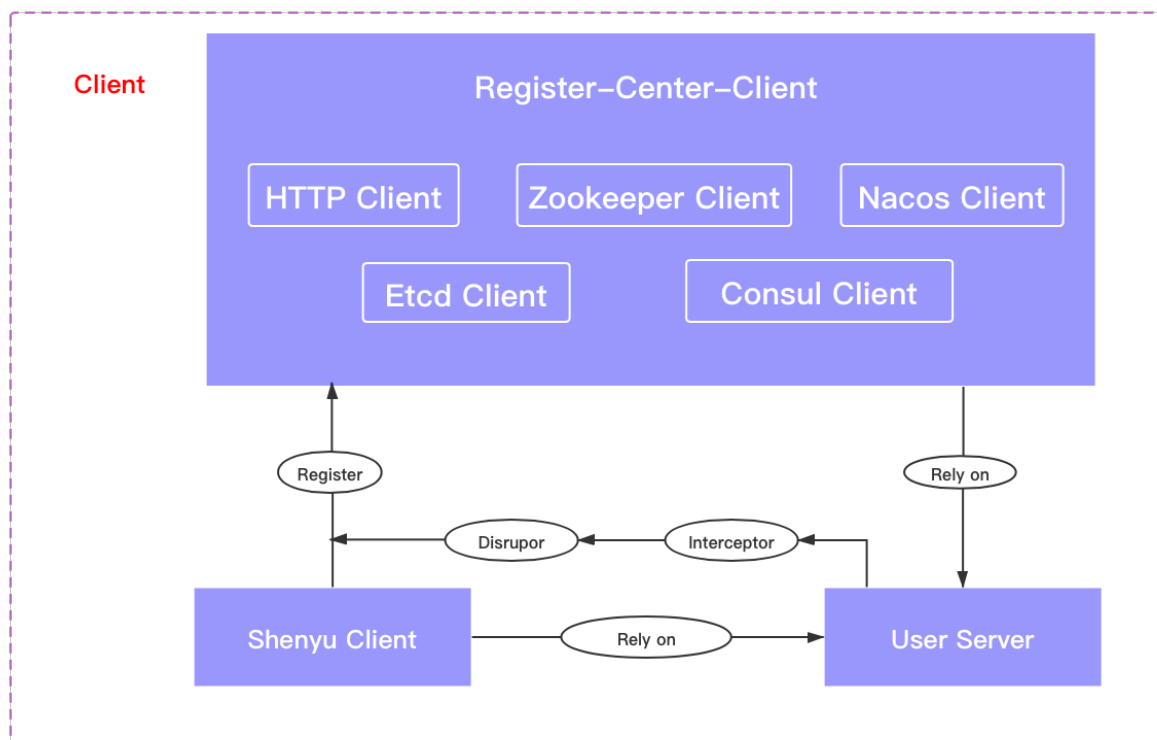 Client
Register-Center-Client
HTTP Client
Zookeeper Client
Nacos Client
Etcd Client
Consul Client
Register
Rely on
Disrupor
Interceptor
Shenyu Client
Rely on
User Server